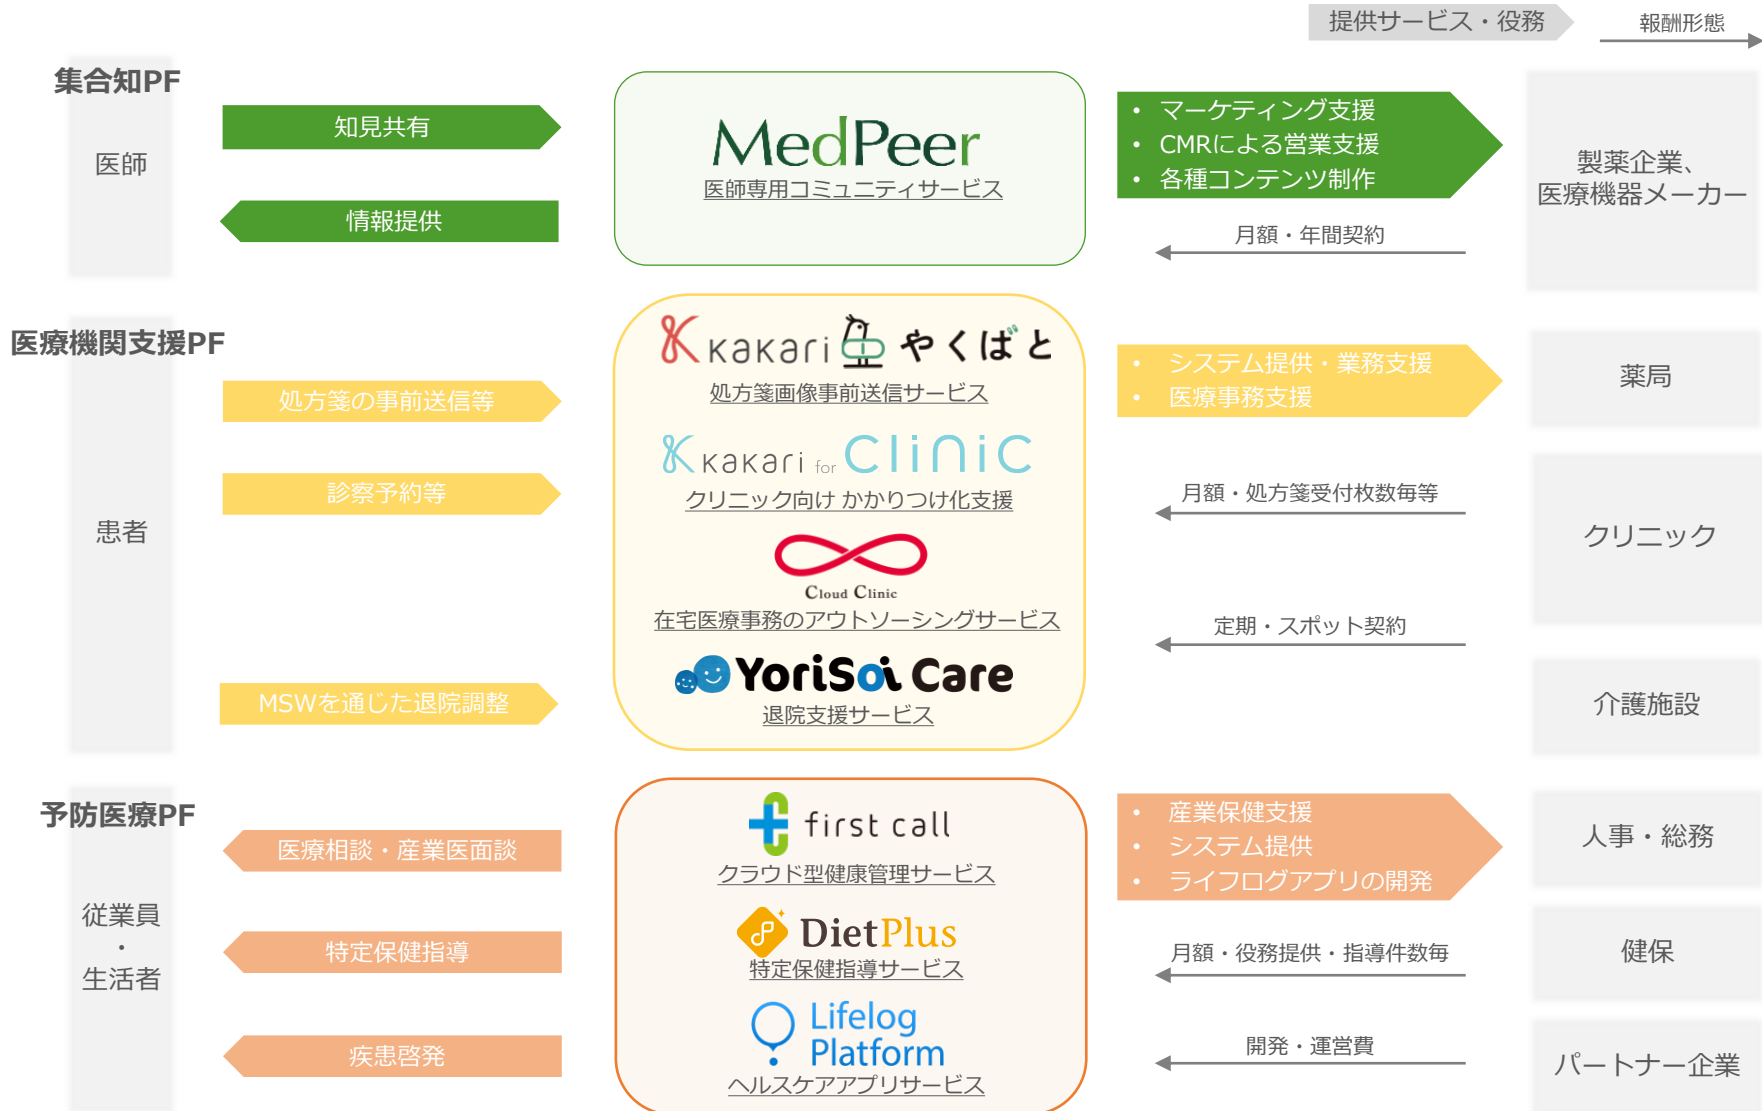 提供サービス・役務
報酬形態
集合知PF
医師
知見共有
情報提供
MedPeer
医師専用コミュニティサービス
• マーケティング支援
• CMRによる営業支援
• 各種コンテンツ制作
月額・年間契約
製薬企業、
医療機器メーカー
医療機関支援PF
患者
処方箋の事前送信等
診察予約等
MSWを通じた退院調整
kakari やくばと
処方箋画像事前送信サービス
kakari for CliniC
クリニック向け かかりつけ化支援
Cloud Clinic
在宅医療事務のアウトソーシングサービス
YoriSoi Care
退院支援サービス
• システム提供・業務支援
• 医療事務支援
月額・処方箋受付枚数毎等
定期・スポット契約
薬局
クリニック
介護施設
予防医療PF
従業員
・
生活者
医療相談・産業医面談
特定保健指導
疾患啓発
first call
クラウド型健康管理サービス
DietPlus
特定保健指導サービス
Lifelog
Platform
ヘルスケアアプリサービス
• 産業保健支援
• システム提供
• ライフログアプリの開発
月額・役務提供・指導件数毎
開発・運営費
人事・総務
健保
パートナー企業